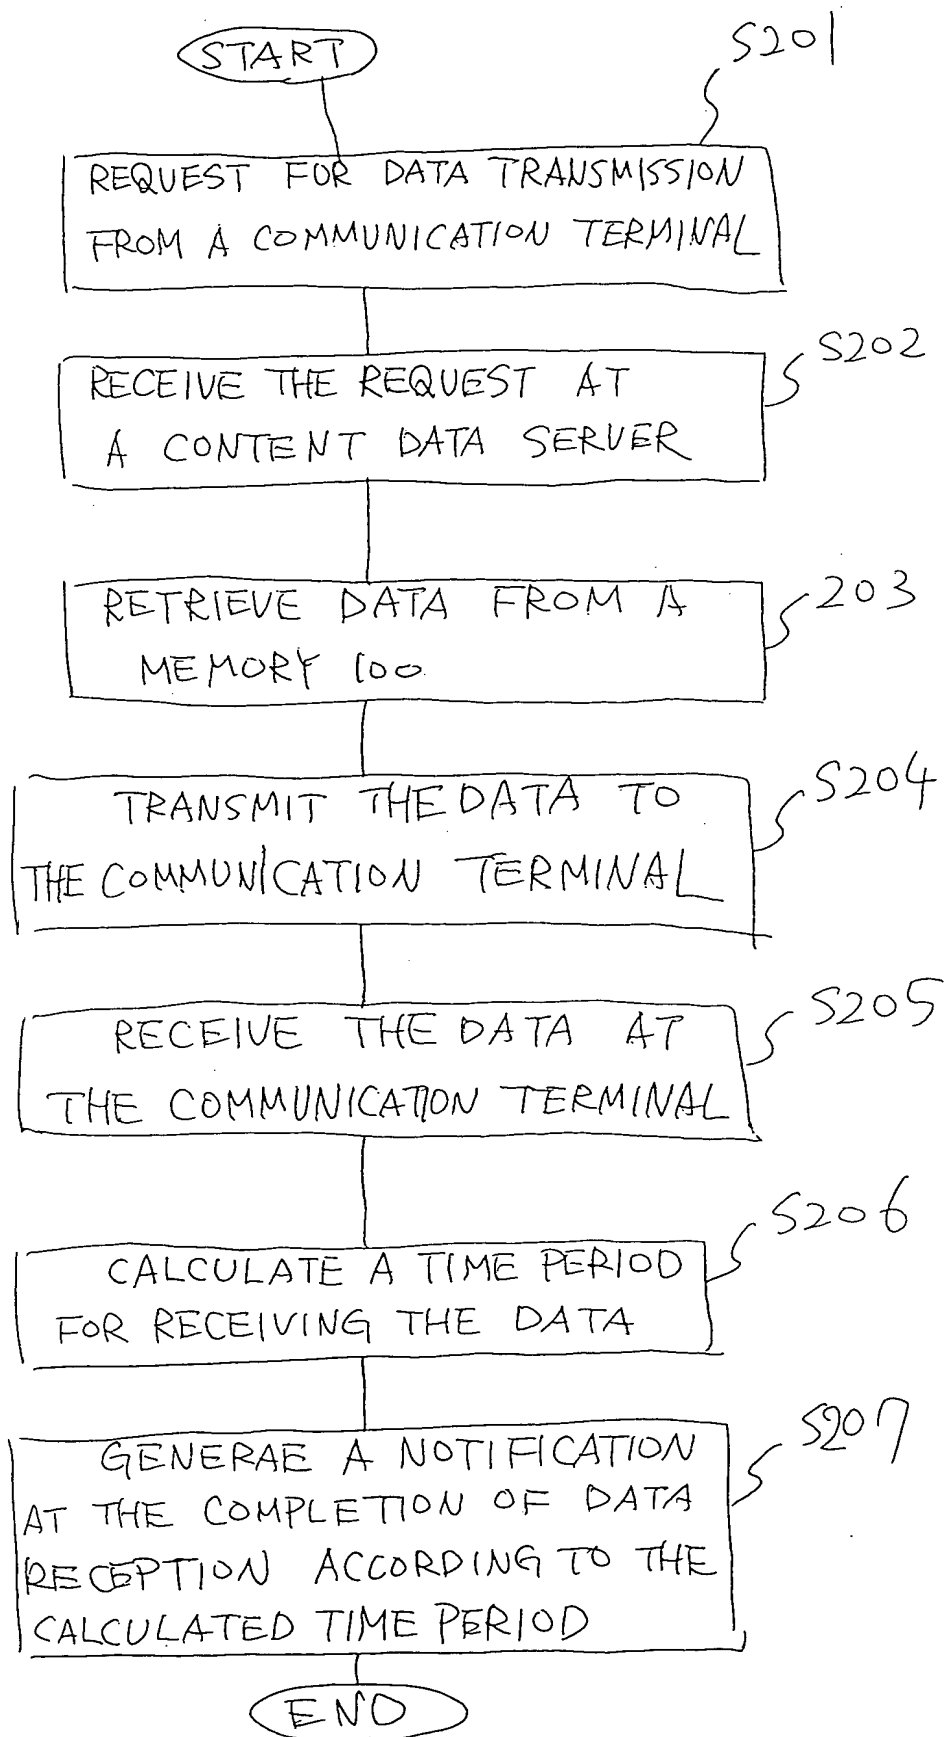 START
S201
REQUEST FOR DATA TRANSMISSION
FROM A COMMUNICATION TERMINAL
S202
RECEIVE THE REQUEST AT
A CONTENT DATA SERVER
203
RETRIEVE DATA FROM A
MEMORY 100
S204
TRANSMIT THE DATA TO
THE COMMUNICATION TERMINAL
S205
RECEIVE THE DATA AT
THE COMMUNICATION TERMINAL
S206
CALCULATE A TIME PERIOD
FOR RECEIVING THE DATA
S207
GENERAE A NOTIFICATION
AT THE COMPLETION OF DATA
RECEPTION ACCORDING TO THE
CALCULATED TIME PERIOD
END